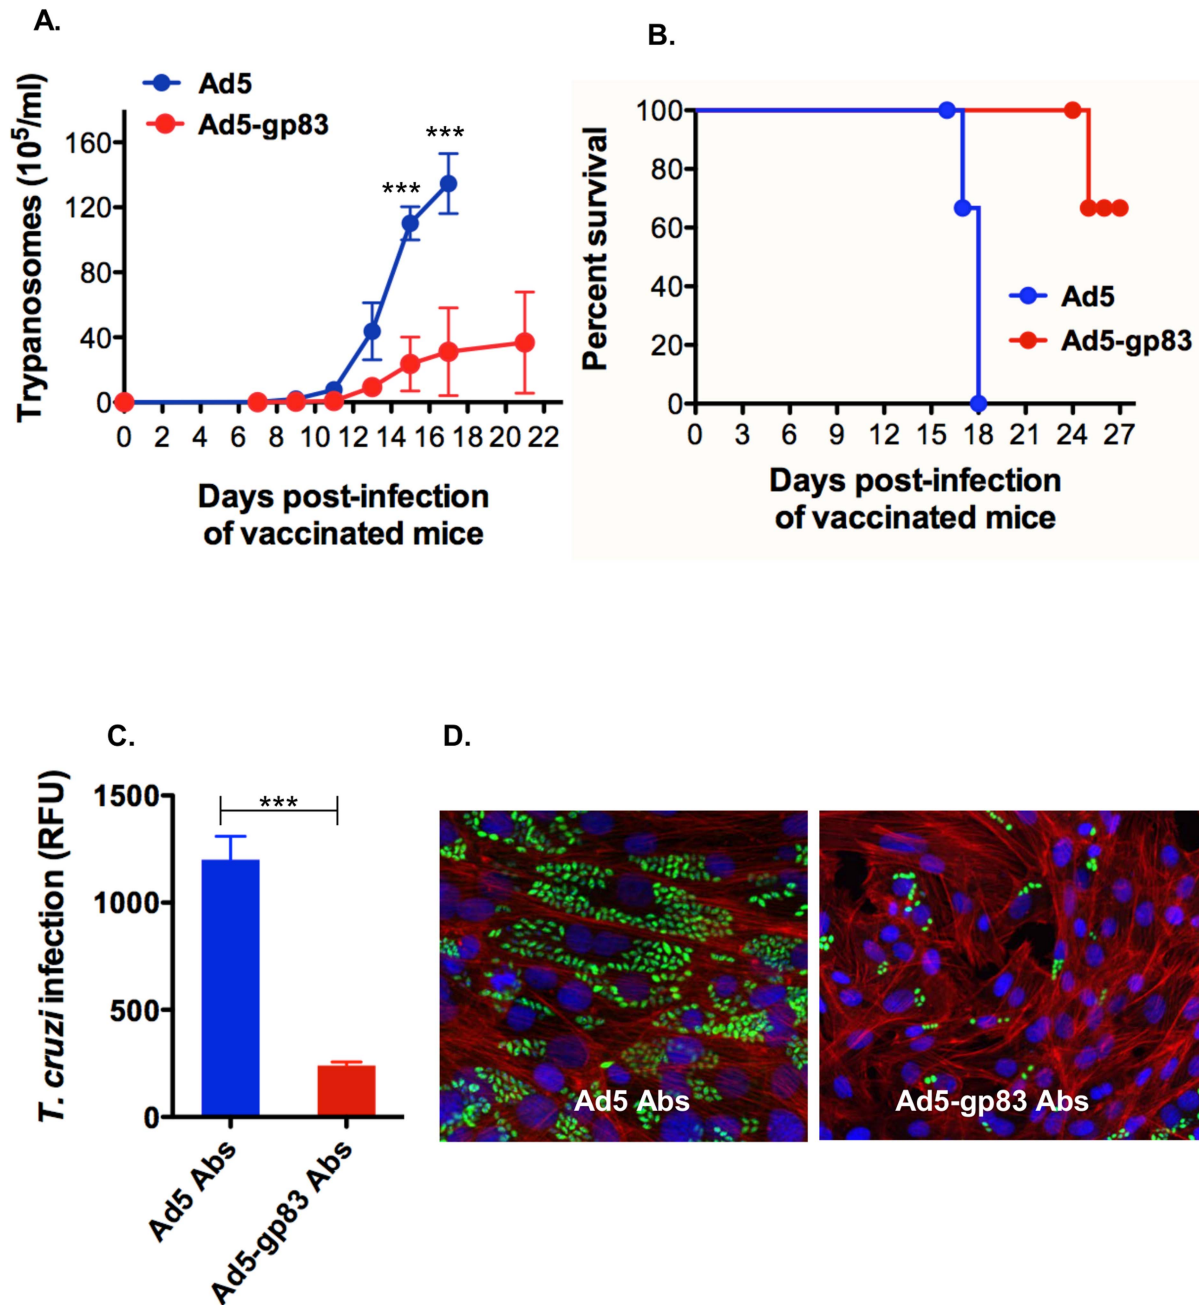 A.
Ad5
Ad5-gp83
Trypanosomes (10⁵/ml)
160
120
80
40
0
***
***
0 2 4 6 8 10 12 14 16 18 20 22
Days post-infection
of vaccinated mice
B.
Percent survival
100
80
60
40
20
0
Ad5
Ad5-gp83
0 3 6 9 12 15 18 21 24 27
Days post-infection
of vaccinated mice
C.
T. cruzi infection (RFU)
1500
1000
500
0
***
Ad5 Abs
Ad5-gp83 Abs
D.
Ad5 Abs
Ad5-gp83 Abs